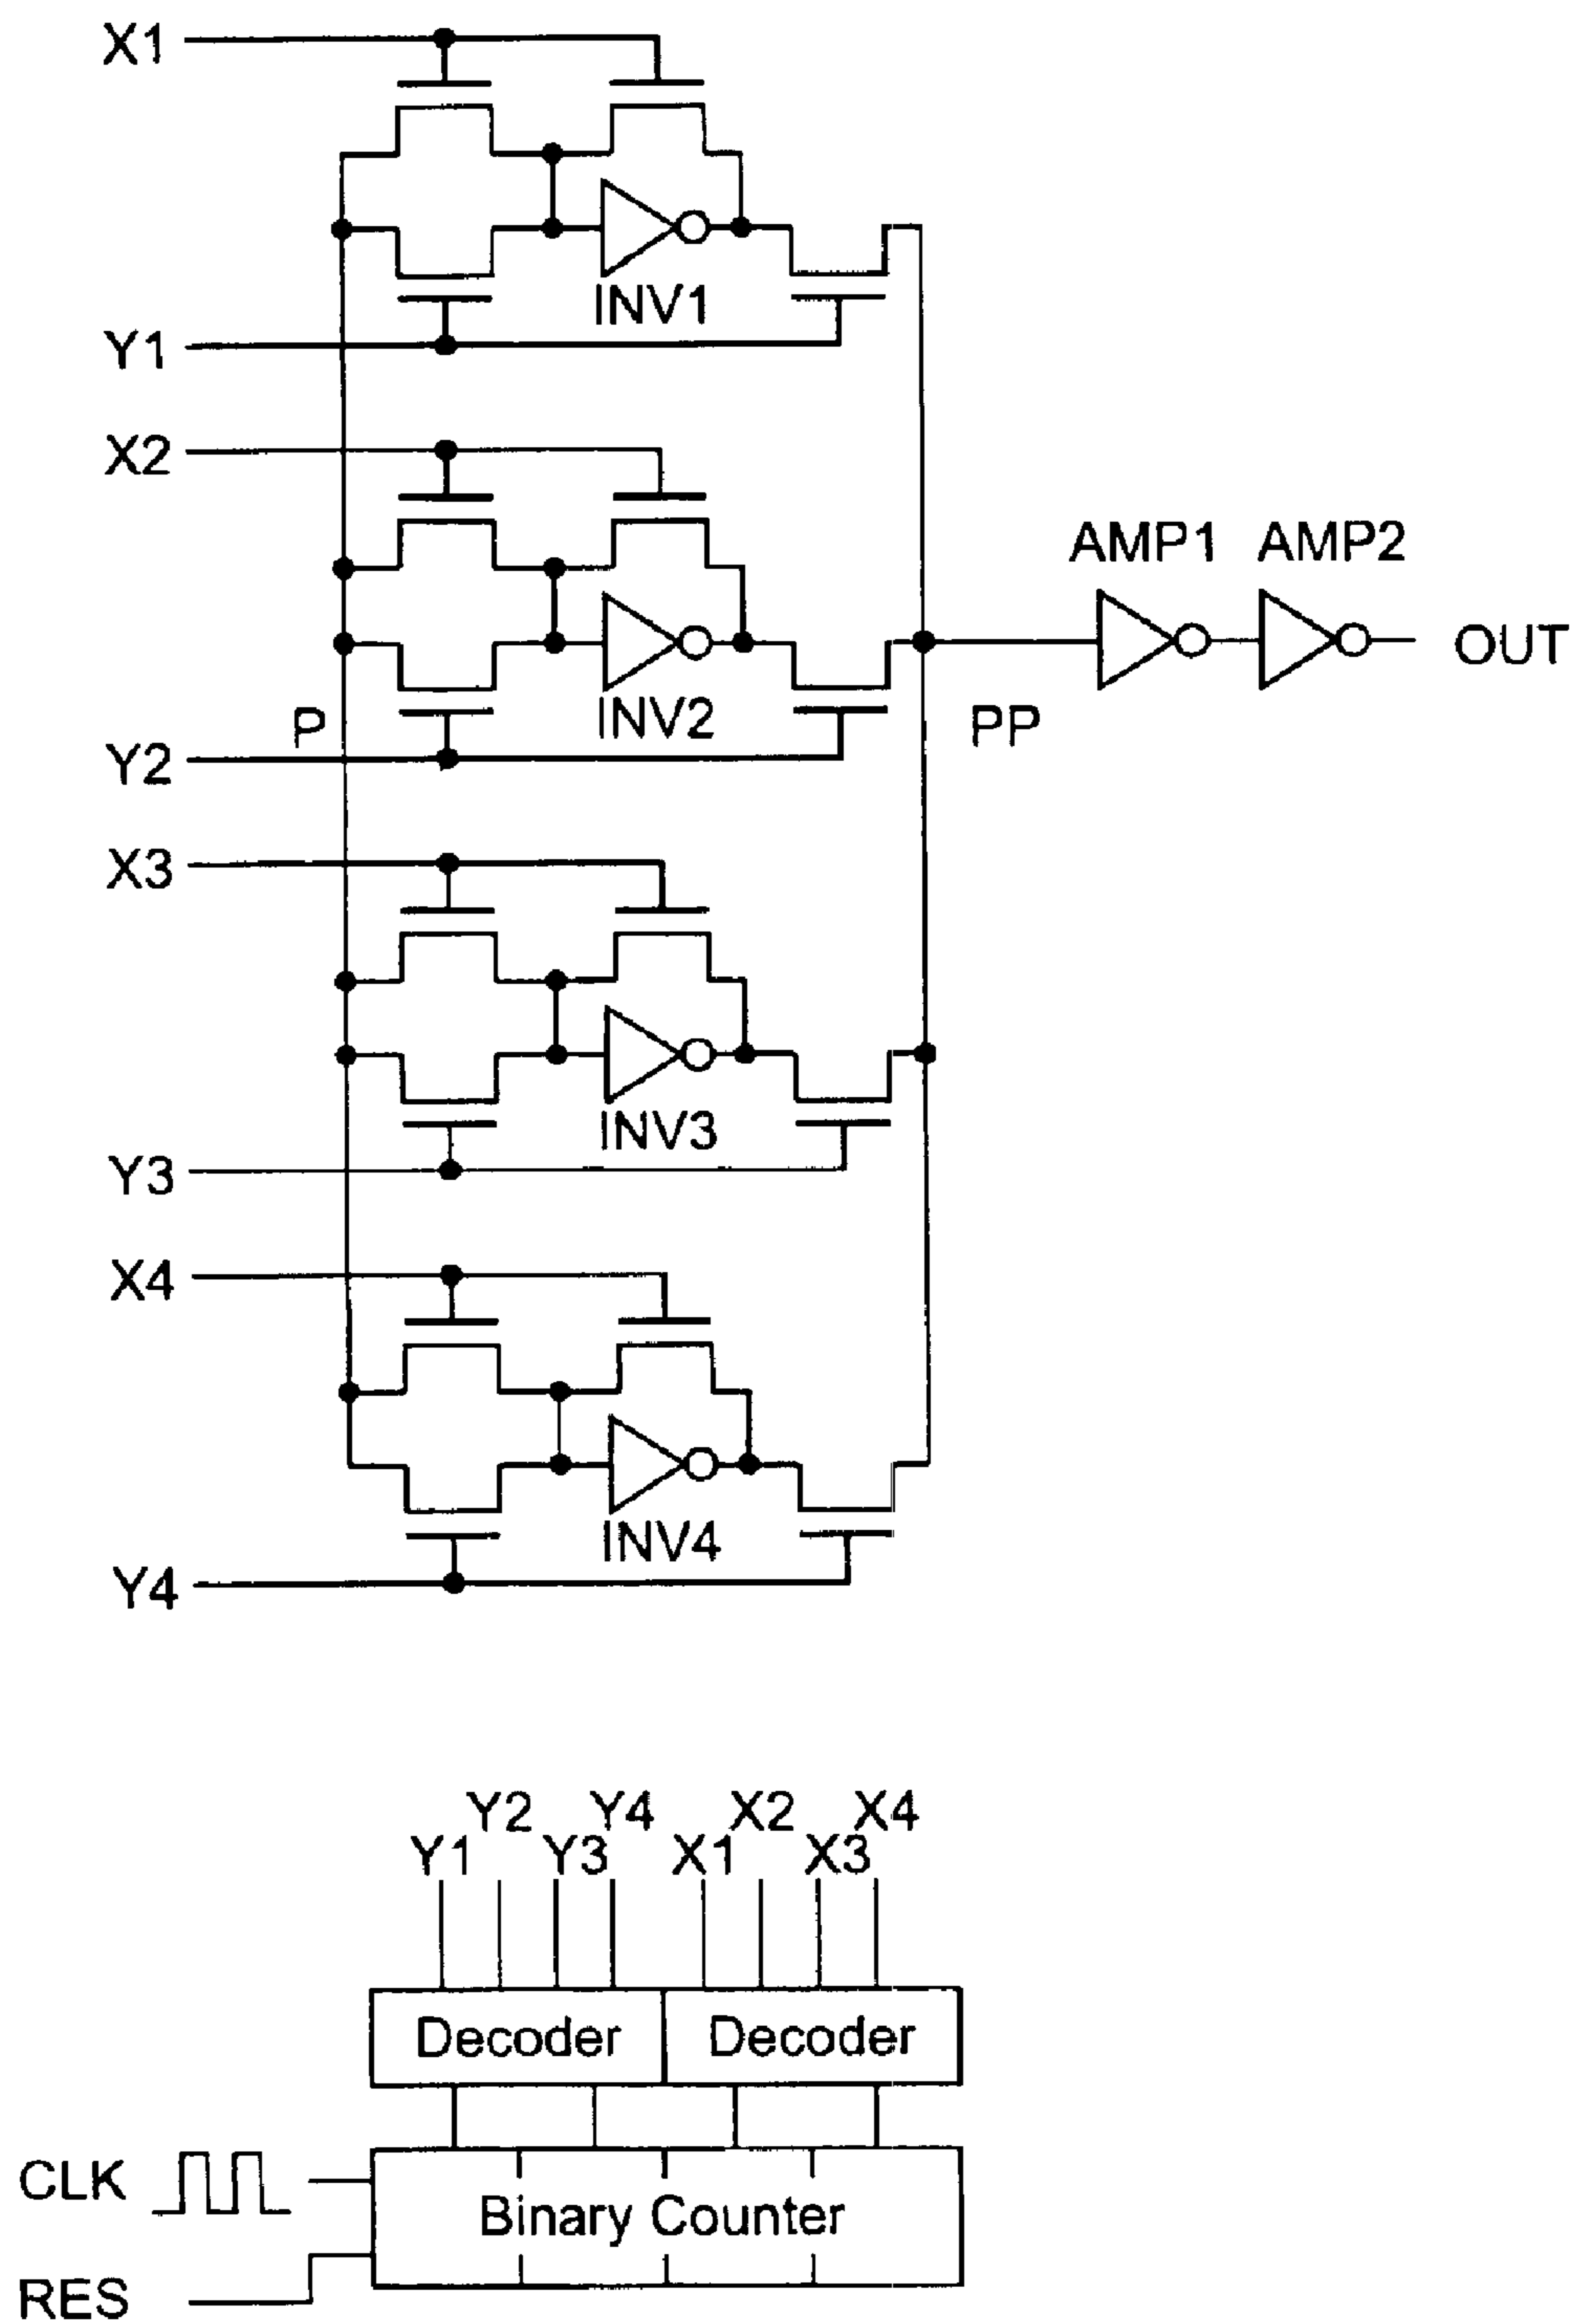 X1
INV1
Y1
X2
AMP1 AMP2
OUT
INV2
P
PP
Y2
X3
INV3
Y3
X4
INV4
Y4
Y2 Y4 X2 X4
Y1 Y3 X1 X3
Decoder Decoder
CLK
Binary Counter
RES